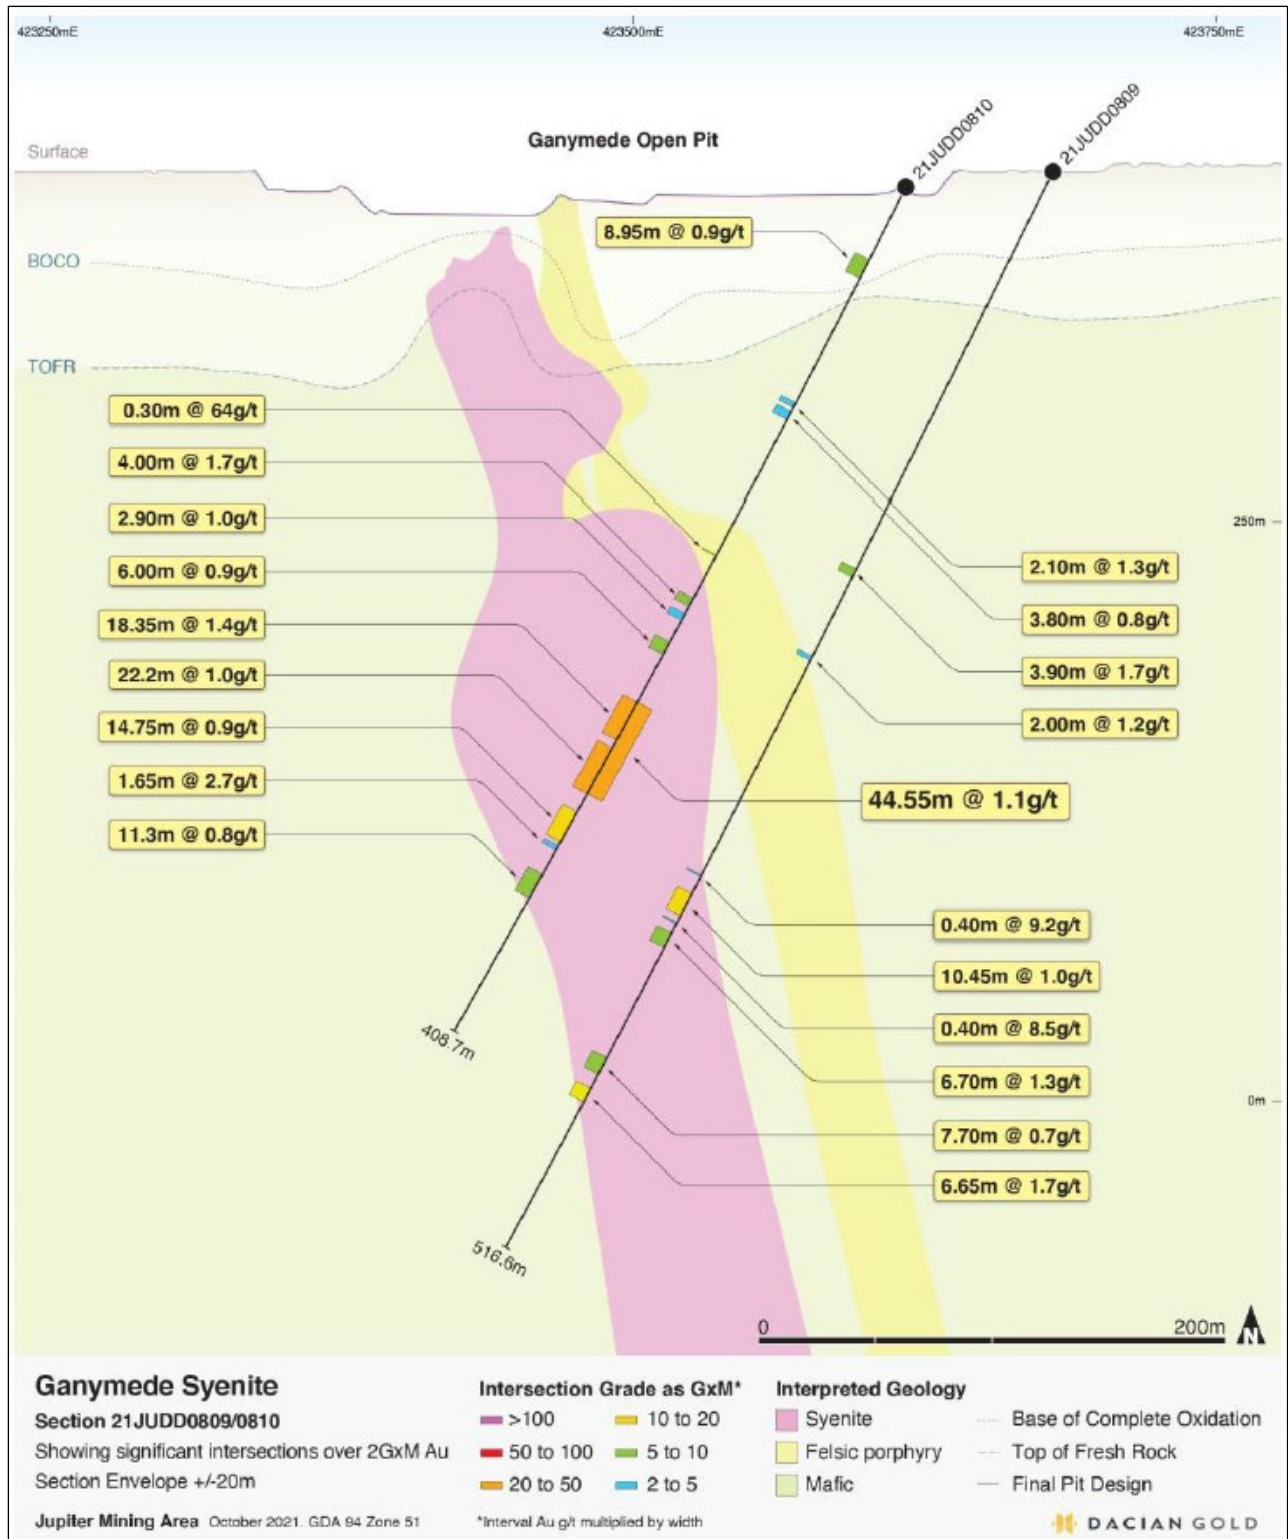 423250mE
423500mE
423750mE
21JUDD0810
21JUDD0809
Ganymede Open Pit
Surface
8.95m @ 0.9g/t
BOCO
TOFR
0.30m @ 64g/t
4.00m @ 1.7g/t
2.90m @ 1.0g/t
6.00m @ 0.9g/t
18.35m @ 1.4g/t
22.2m @ 1.0g/t
14.75m @ 0.9g/t
1.65m @ 2.7g/t
11.3m @ 0.8g/t
250m
2.10m @ 1.3g/t
3.80m @ 0.8g/t
3.90m @ 1.7g/t
2.00m @ 1.2g/t
44.55m @ 1.1g/t
0.40m @ 9.2g/t
10.45m @ 1.0g/t
0.40m @ 8.5g/t
6.70m @ 1.3g/t
0m
7.70m @ 0.7g/t
6.65m @ 1.7g/t
408.7m
516.6m
0 200m
N
Ganymede Syenite
Section 21JUDD0809/0810
Showing significant intersections over 2GxM Au
Section Envelope +/-20m
Jupiter Mining Area October 2021. GDA 94 Zone 51
Intersection Grade as GxM*
>100 10 to 20
50 to 100 5 to 10
20 to 50 2 to 5
*Interval Au g/t multiplied by width
Interpreted Geology
Syenite Base of Complete Oxidation
Felsic porphyry Top of Fresh Rock
Mafic Final Pit Design
DACIAN GOLD